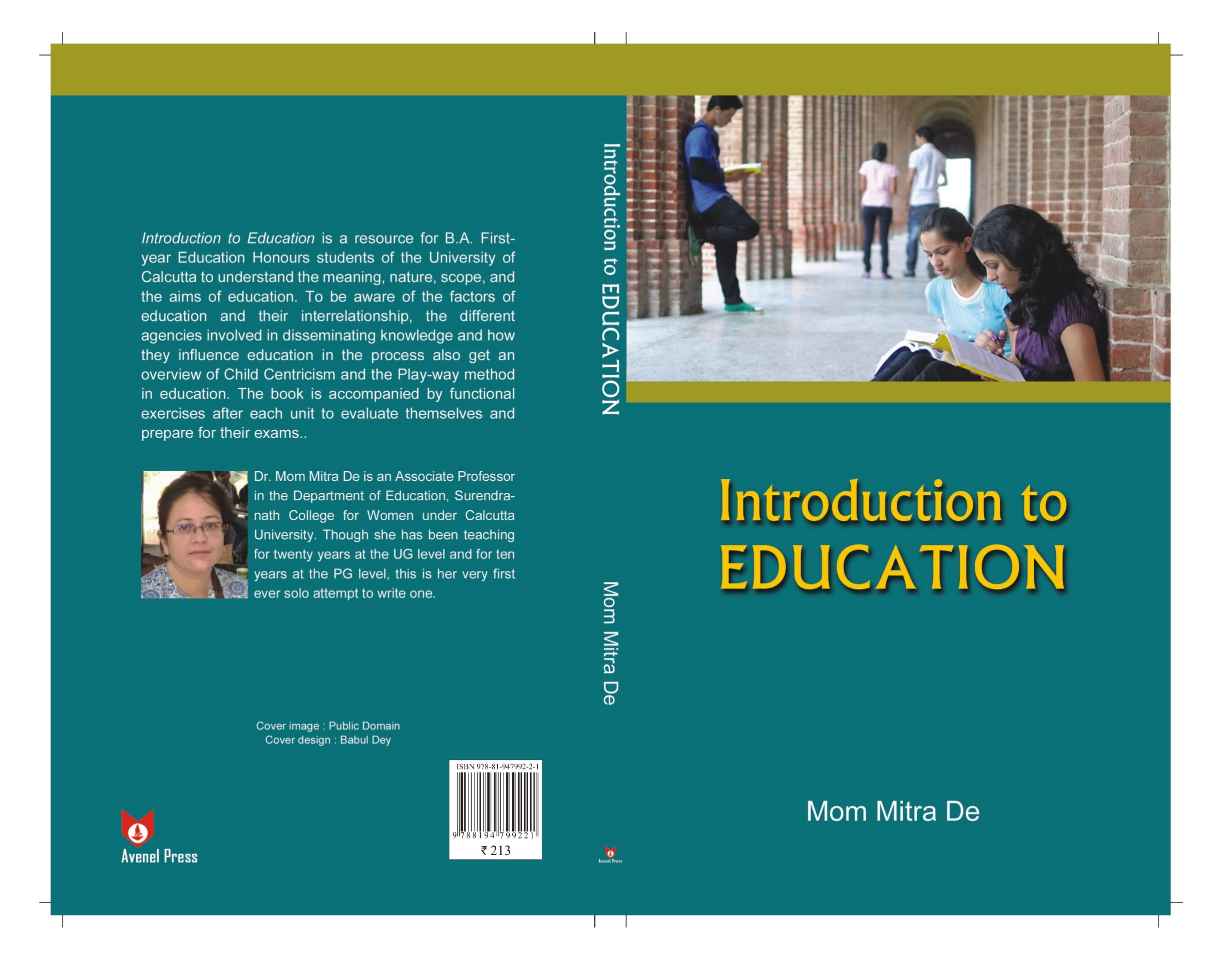 Introduction to Education is a resource for B.A. First-
year Education Honours students of the University of
Calcutta to understand the meaning, nature, scope, and
the aims of education. To be aware of the factors of
education and their interrelationship, the different
agencies involved in disseminating knowledge and how
they influence education in the process also get an
overview of Child Centricism and the Play-way method
in education. The book is accompanied by functional
exercises after each unit to evaluate themselves and
prepare for their exams..
Dr. Mom Mitra De is an Associate Professor
in the Department of Education, Surendra-
nath College for Women under Calcutta
University. Though she has been teaching
for twenty years at the UG level and for ten
years at the PG level, this is her very first
ever solo attempt to write one.
Cover image : Public Domain
Cover design : Babul Dey
ISBN 978-81-947992-2-1
9 788194 799221
₹ 213
Avenel Press
Introduction to EDUCATION
Mom Mitra De
Avenel Press
Introduction to
EDUCATION
Mom Mitra De